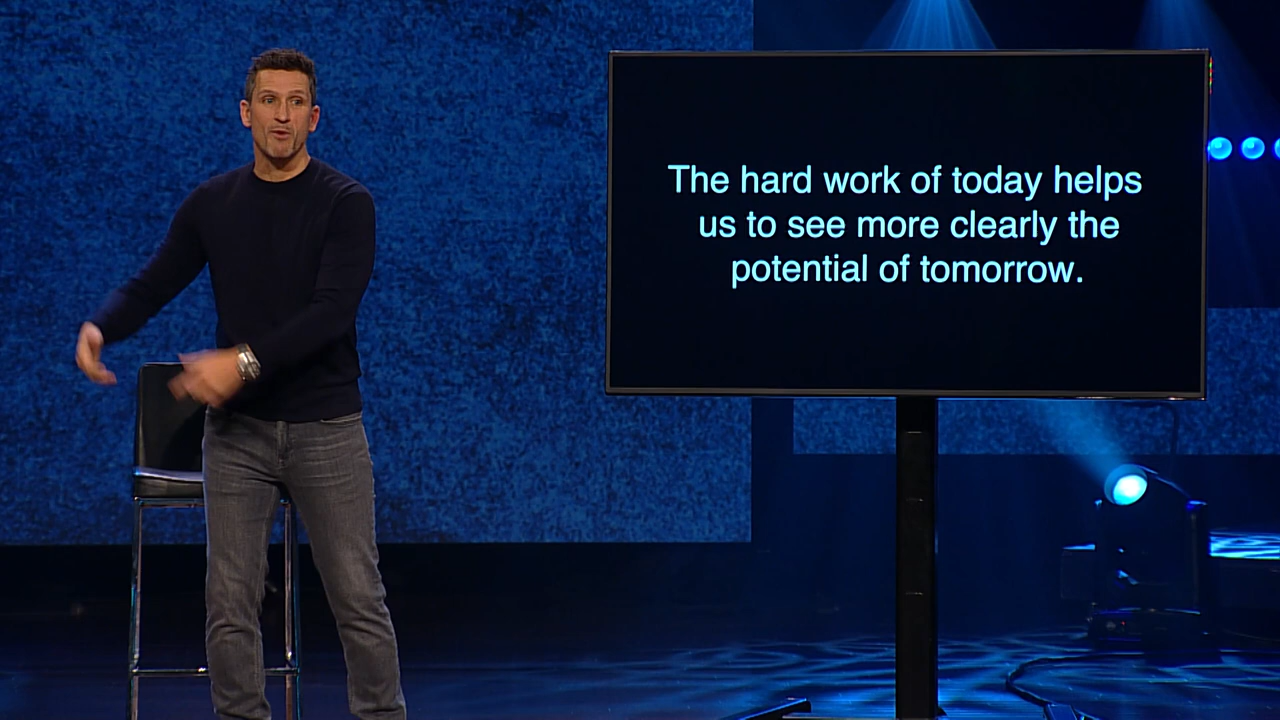 The hard work of today helps
us to see more clearly the
potential of tomorrow.